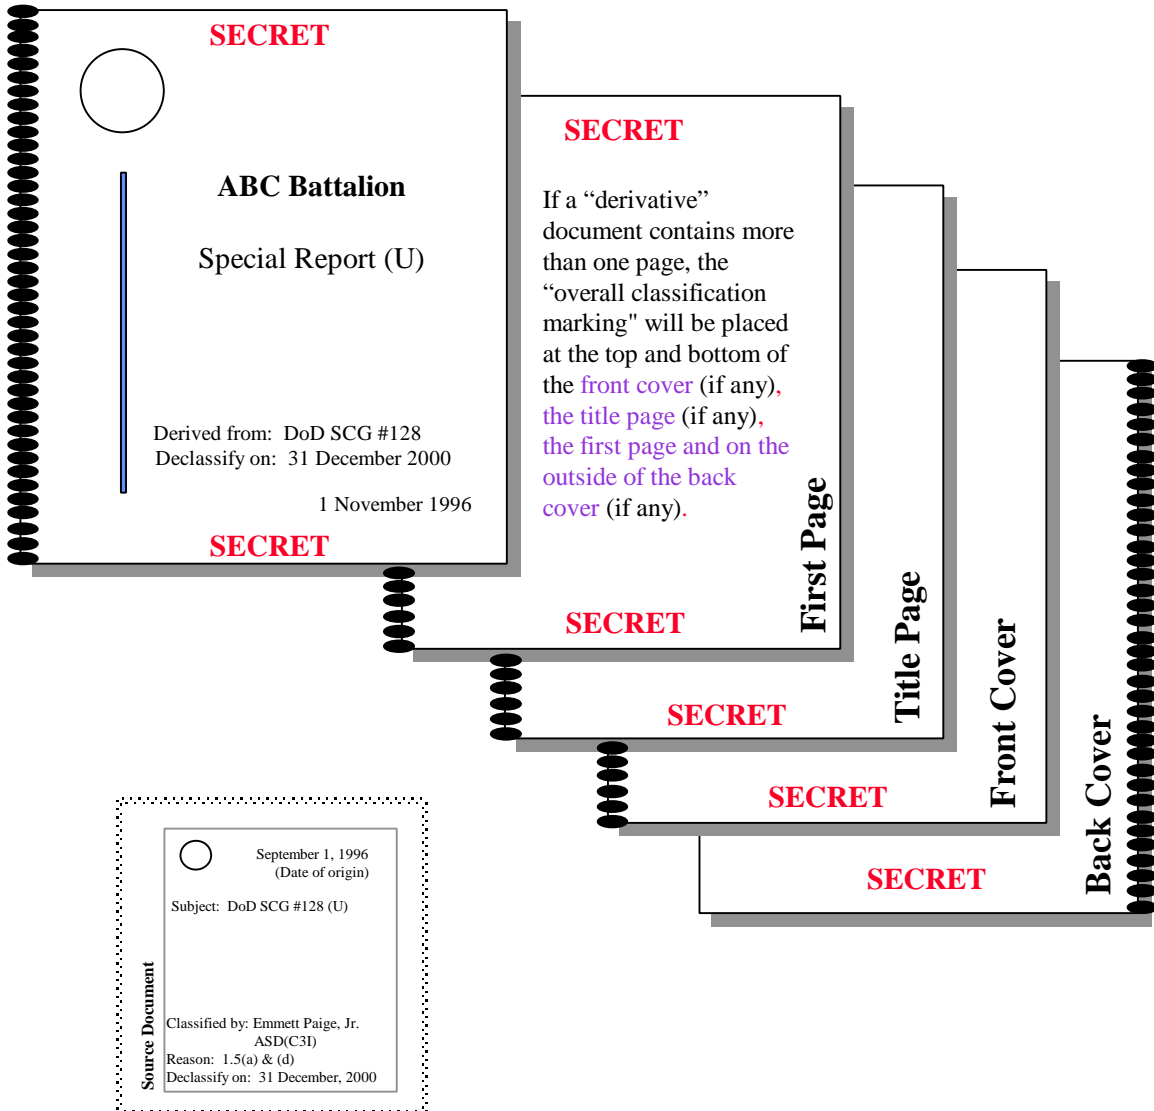 SECRET
ABC Battalion
Special Report (U)
Derived from: DoD SCG #128
Declassify on: 31 December 2000
1 November 1996
SECRET
SECRET
If a “derivative”
document contains more
than one page, the
“overall classification
marking" will be placed
at the top and bottom of
the front cover (if any),
the title page (if any),
the first page and on the
outside of the back
cover (if any).
First Page
SECRET
Title Page
SECRET
Front Cover
SECRET
Back Cover
SECRET
Source Document
September 1, 1996
(Date of origin)
Subject: DoD SCG #128 (U)
Classified by: Emmett Paige, Jr.
ASD(C3I)
Reason: 1.5(a) & (d)
Declassify on: 31 December, 2000